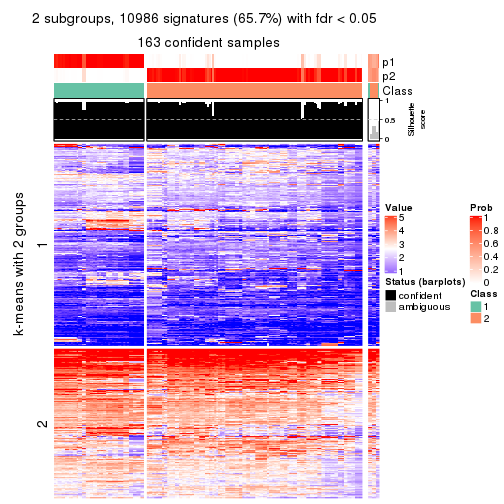 2 subgroups, 10986 signatures (65.7%) with fdr < 0.05
163 confident samples
p1
p2
Class
1
0.5
0
Silhouette
score
k-means with 2 groups
1
2
Value
5
4
3
2
1
Status (barplots)
confident
ambiguous
Prob
1
0.8
0.6
0.4
0.2
0
Class
1
2